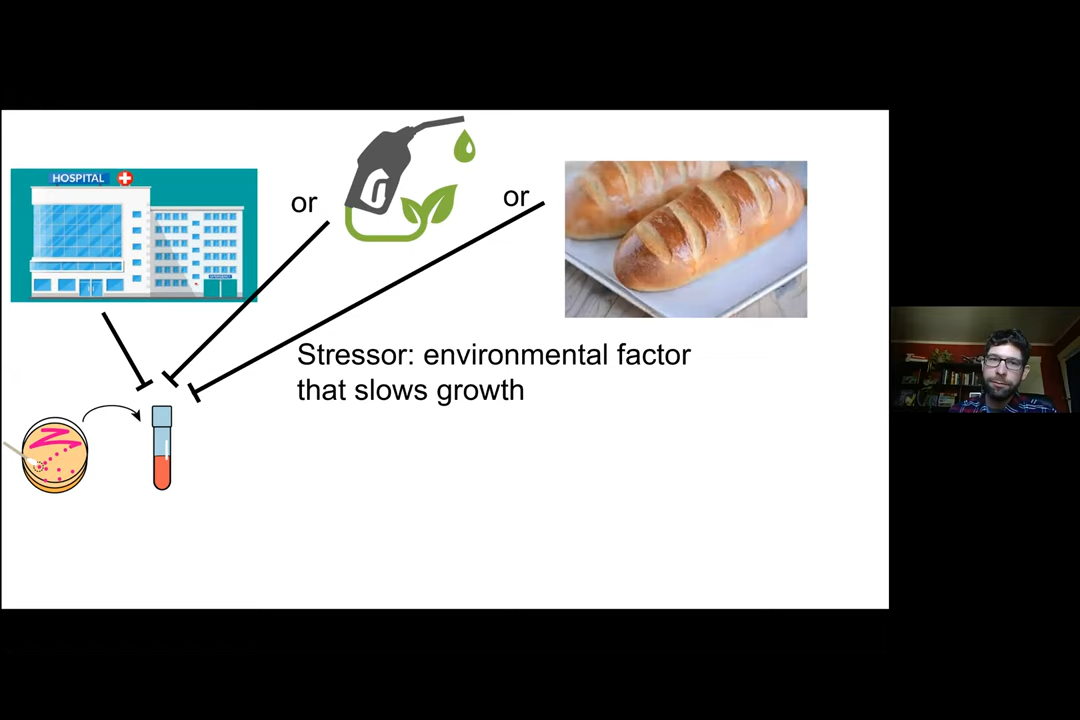 HOSPITAL
or
or
Stressor: environmental factor
that slows growth